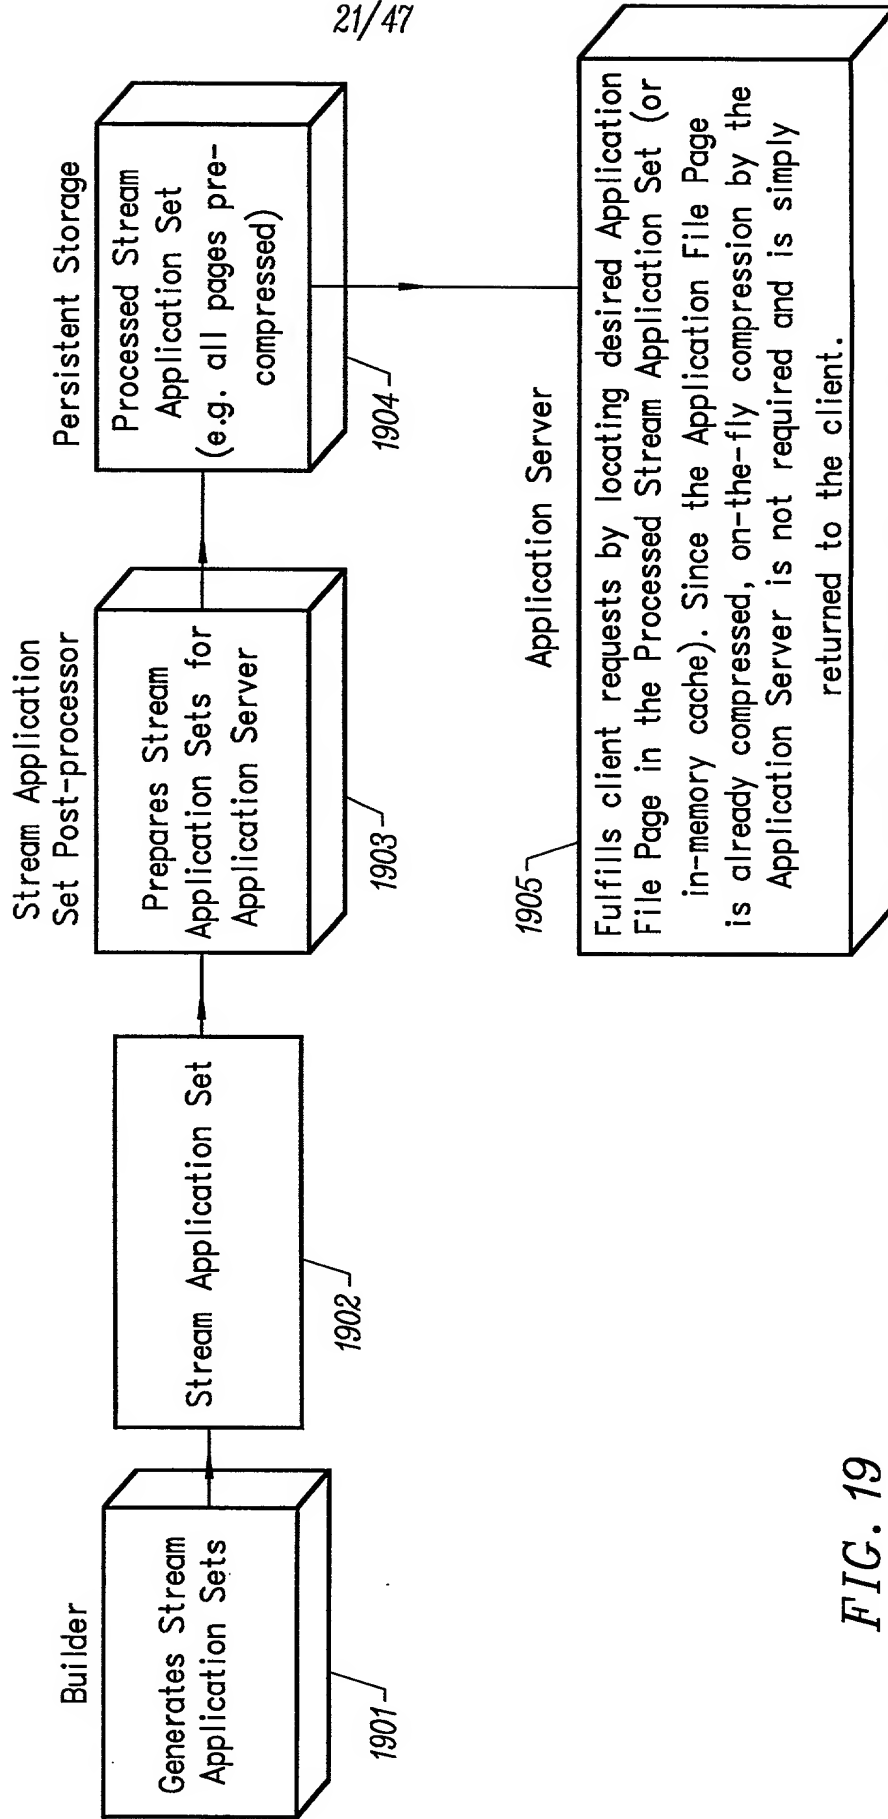 21/47
Builder
Generates Stream
Application Sets
1901
Stream Application Set
1902
Stream Application
Set Post-processor
Prepares Stream
Application Sets for
Application Server
1903
Persistent Storage
Processed Stream
Application Set
(e.g. all pages pre-
compressed)
1904
Application Server
1905
Fulfills client requests by locating desired Application
File Page in the Processed Stream Application Set (or
in-memory cache). Since the Application File Page
is already compressed, on-the-fly compression by the
Application Server is not required and is simply
returned to the client.
FIG. 19